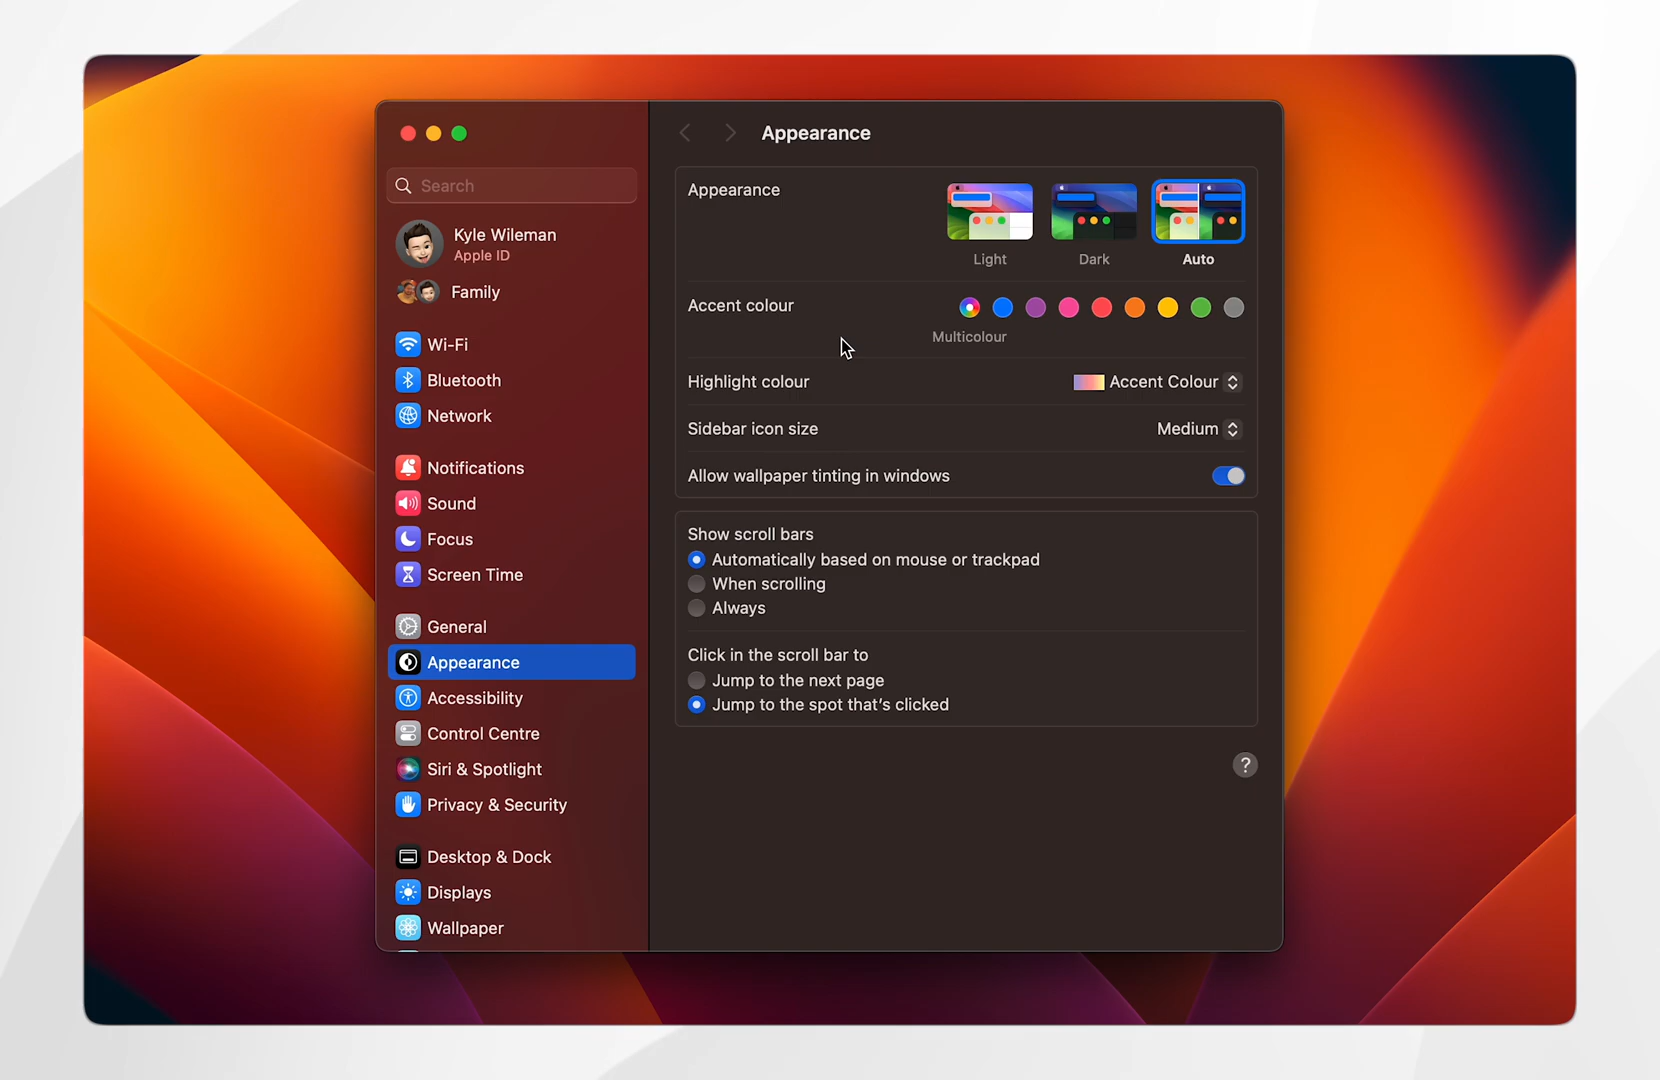 Search
Kyle Wileman
Apple ID
Family
Wi-Fi
Bluetooth
Network
Notifications
Sound
Focus
Screen Time
General
Appearance
Accessibility
Control Centre
Siri & Spotlight
Privacy & Security
Desktop & Dock
Displays
Wallpaper
Appearance
Appearance
Light
Dark
Auto
Accent colour
Multicolour
Highlight colour
Accent Colour
Sidebar icon size
Medium
Allow wallpaper tinting in windows
Show scroll bars
Automatically based on mouse or trackpad
When scrolling
Always
Click in the scroll bar to
Jump to the next page
Jump to the spot that's clicked
?